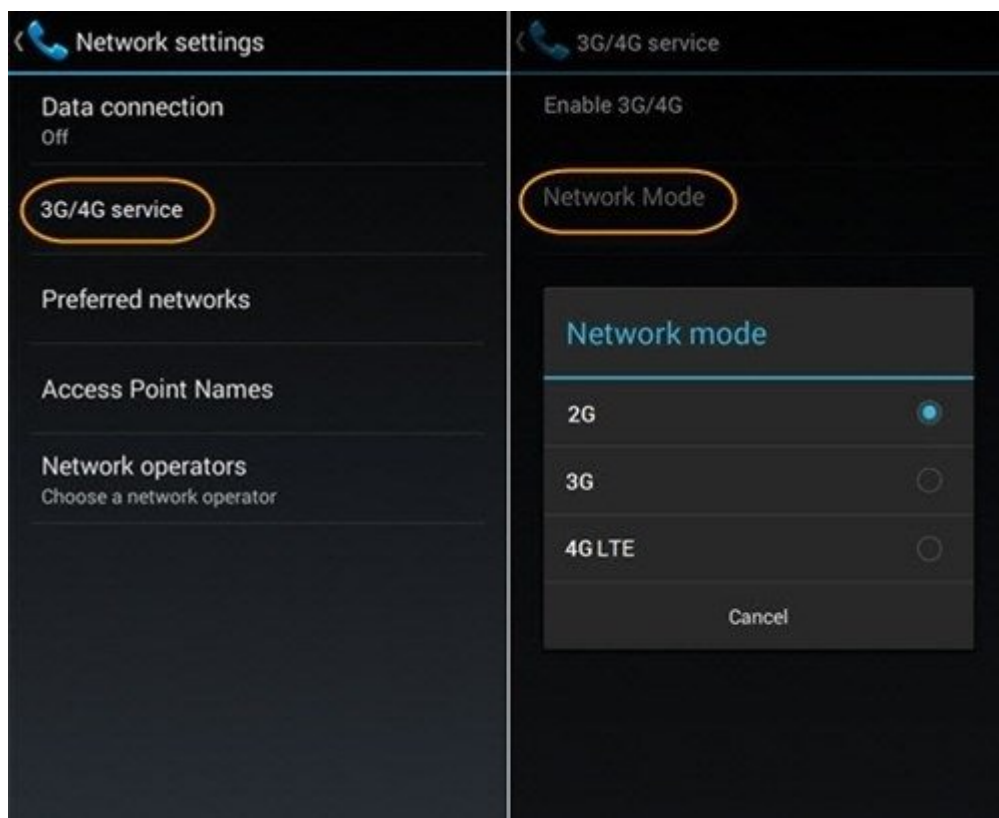 Network settings
Data connection
Off
3G/4G service
Preferred networks
Access Point Names
Network operators
Choose a network operator
3G/4G service
Enable 3G/4G
Network Mode
Network mode
2G
3G
4G LTE
Cancel